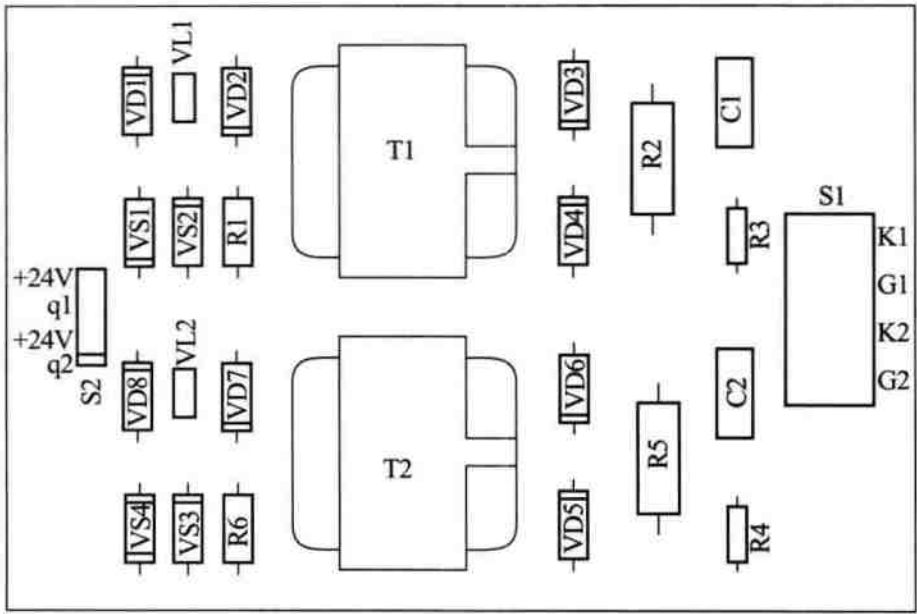 VD1
VL1
VD2
T1
VD3
R2
C1
VS1
VS2
R1
VD4
R3
S1
K1
G1
K2
G2
+24V
q1
+24V
q2
S2
VD8
VL2
VD7
T2
VD6
R5
C2
VS4
VS3
R6
VD5
R4